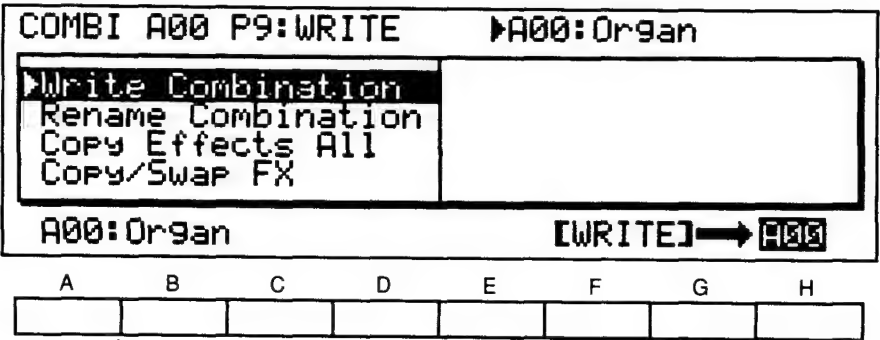 COMBI A00 P9:WRITE ▶A00:Organ
▶Write Combination
Rename Combination
Copy Effects All
Copy/Swap FX
A00:Organ [WRITE]→A00
A B C D E F G H